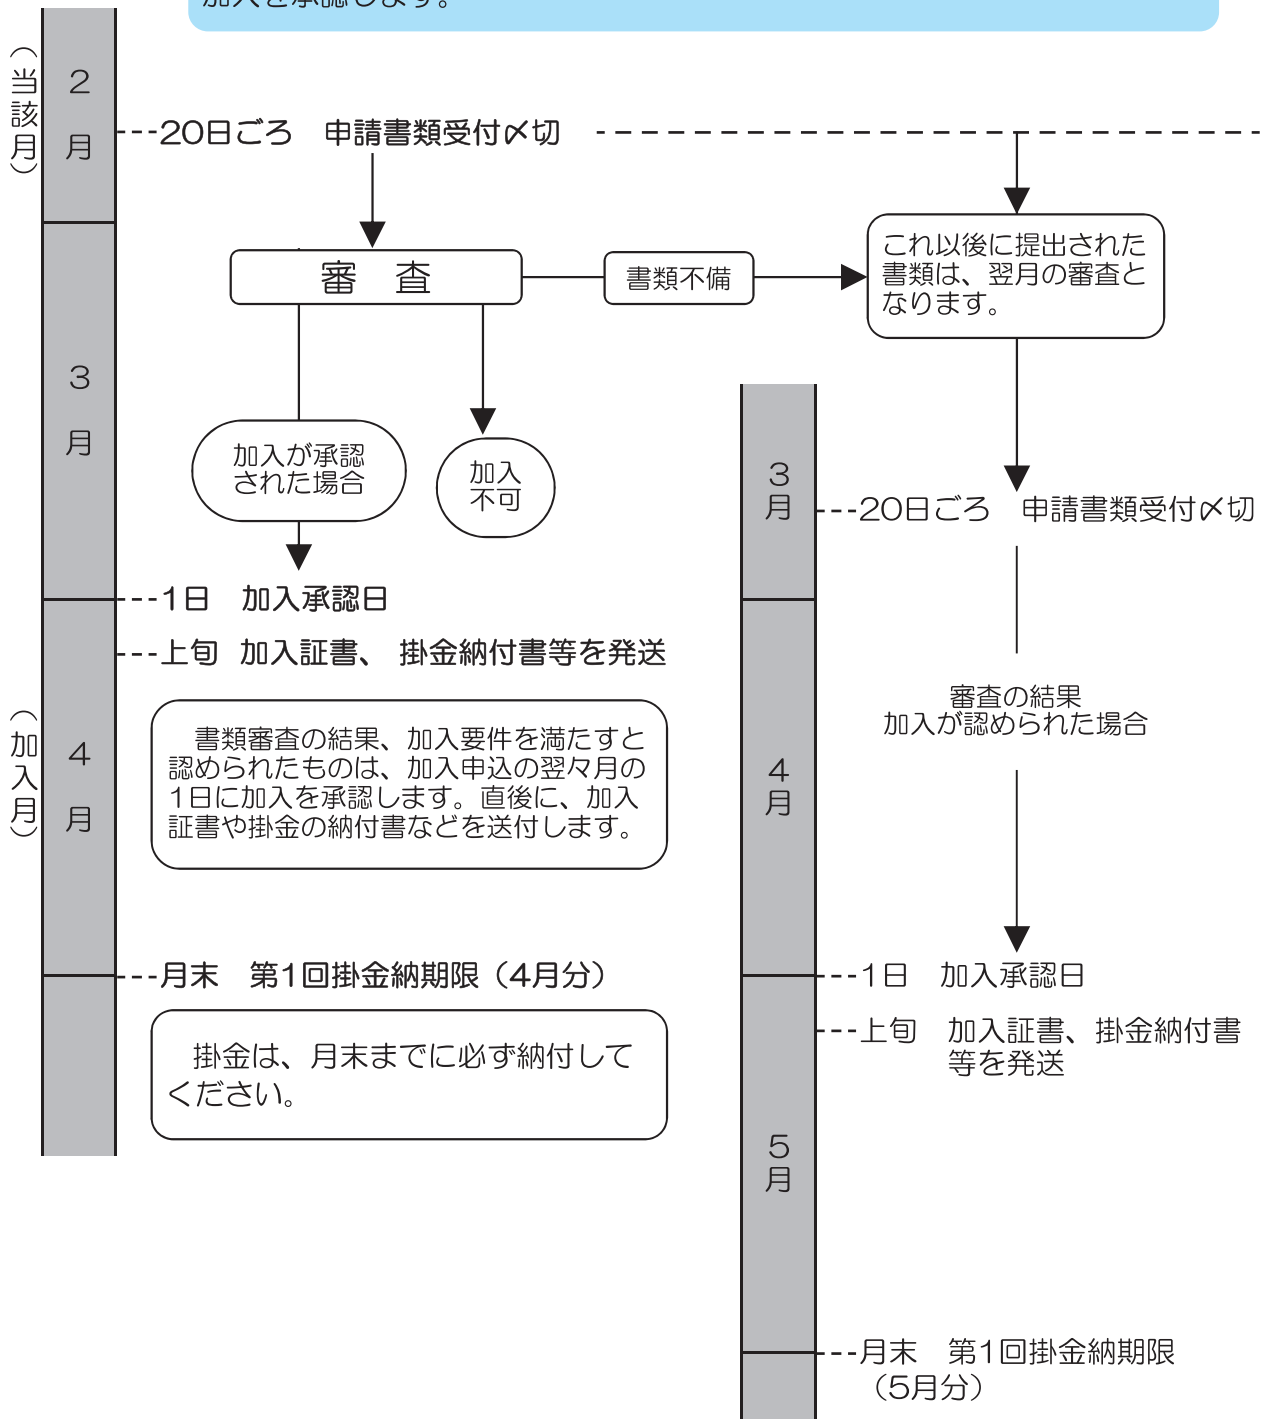 加入を承認します。
（当該月）
2月
20日ごろ　申請書類受付〆切
審　査
書類不備
これ以後に提出された
書類は、翌月の審査と
なります。
3月
加入が承認
された場合
加入
不可
1日　加入承認日
上旬　加入証書、掛金納付書等を発送
（加入月）
4月
　書類審査の結果、加入要件を満たすと
認められたものは、加入申込の翌々月の
1日に加入を承認します。直後に、加入
証書や掛金の納付書などを送付します。
月末　第1回掛金納期限（4月分）
　掛金は、月末までに必ず納付して
ください。
3月
20日ごろ　申請書類受付〆切
審査の結果
加入が認められた場合
4月
1日　加入承認日
上旬　加入証書、掛金納付書
等を発送
5月
月末　第1回掛金納期限
（5月分）